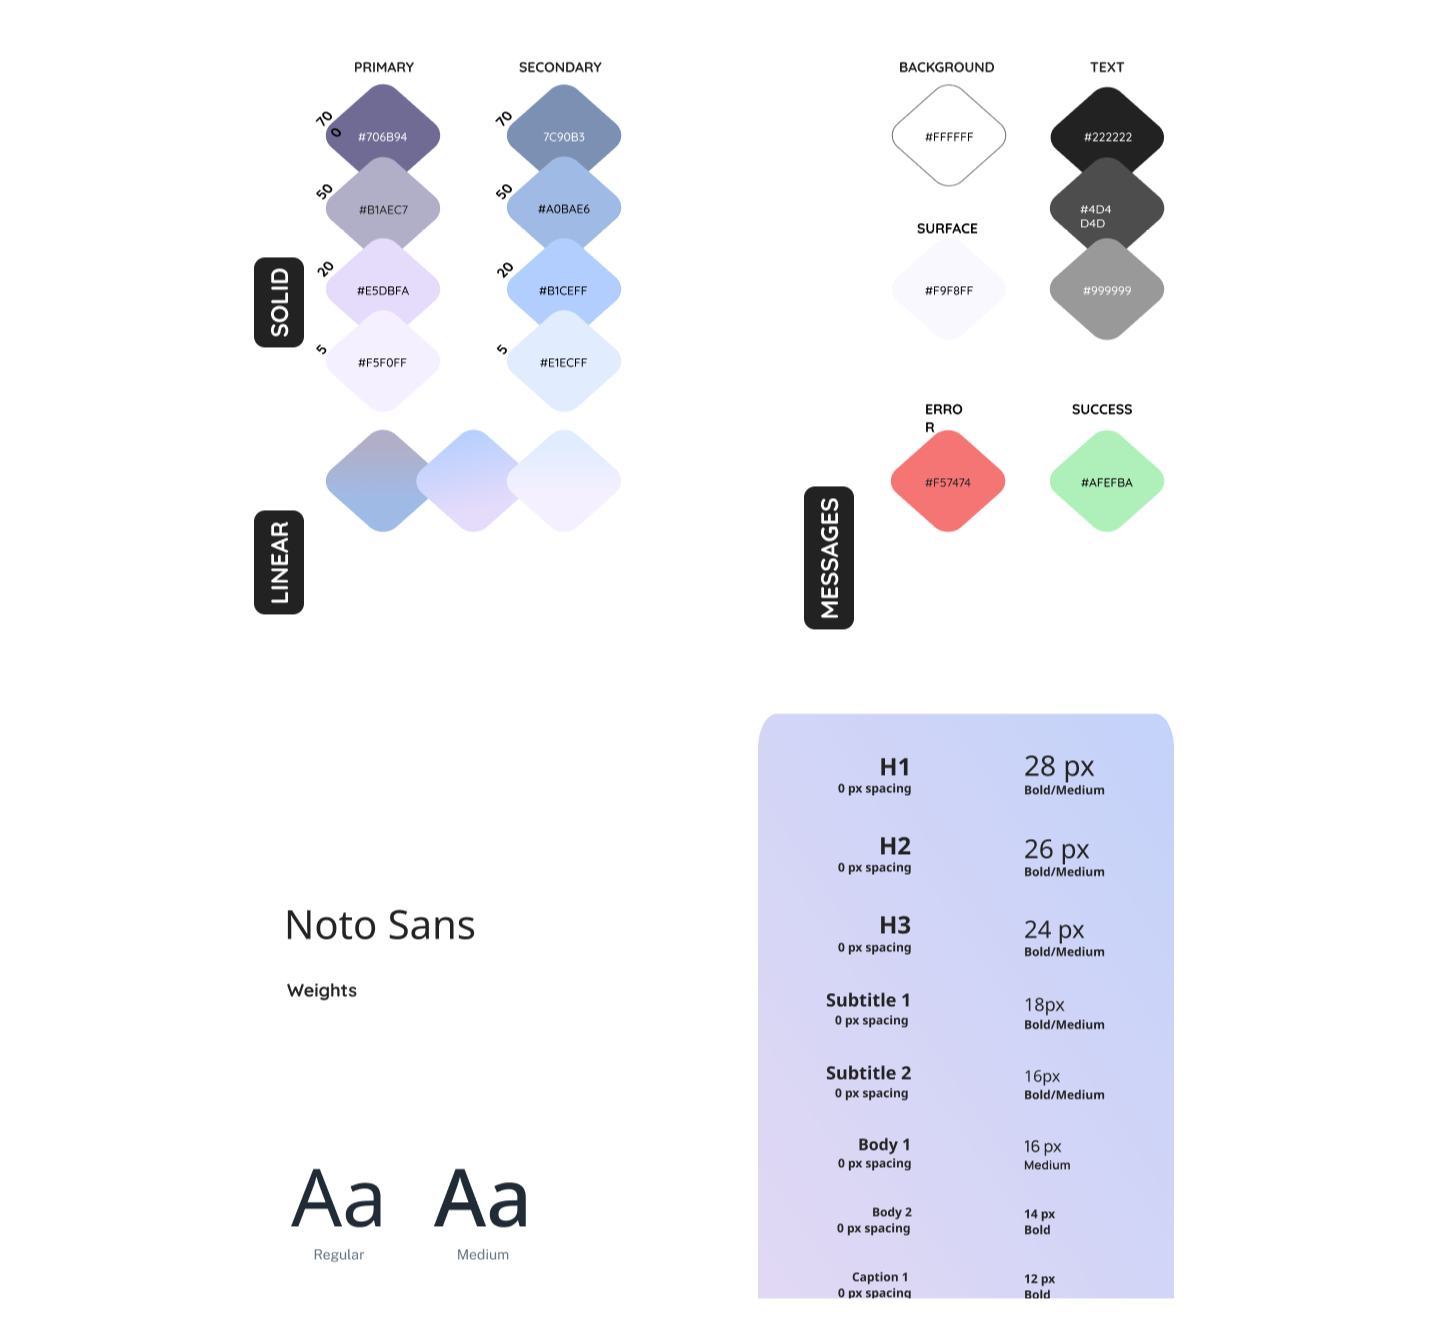 PRIMARY
SECONDARY
70
0
#706B94
70
7C90B3
50
#B1AEC7
50
#A0BAE6
20
#E5DBFA
20
#B1CEFF
5
#F5F0FF
5
#E1ECFF
SOLID
LINEAR
BACKGROUND
TEXT
#FFFFFF
#222222
#4D4
D4D
SURFACE
#F9F8FF
#999999
ERRO
R
SUCCESS
#F57474
#AFEFBA
MESSAGES
Noto Sans
Weights
Aa
Aa
Regular
Medium
H1
0 px spacing
28 px
Bold/Medium
H2
0 px spacing
26 px
Bold/Medium
H3
0 px spacing
24 px
Bold/Medium
Subtitle 1
0 px spacing
18px
Bold/Medium
Subtitle 2
0 px spacing
16px
Bold/Medium
Body 1
0 px spacing
16 px
Medium
Body 2
0 px spacing
14 px
Bold
Caption 1
0 px spacing
12 px
Bold